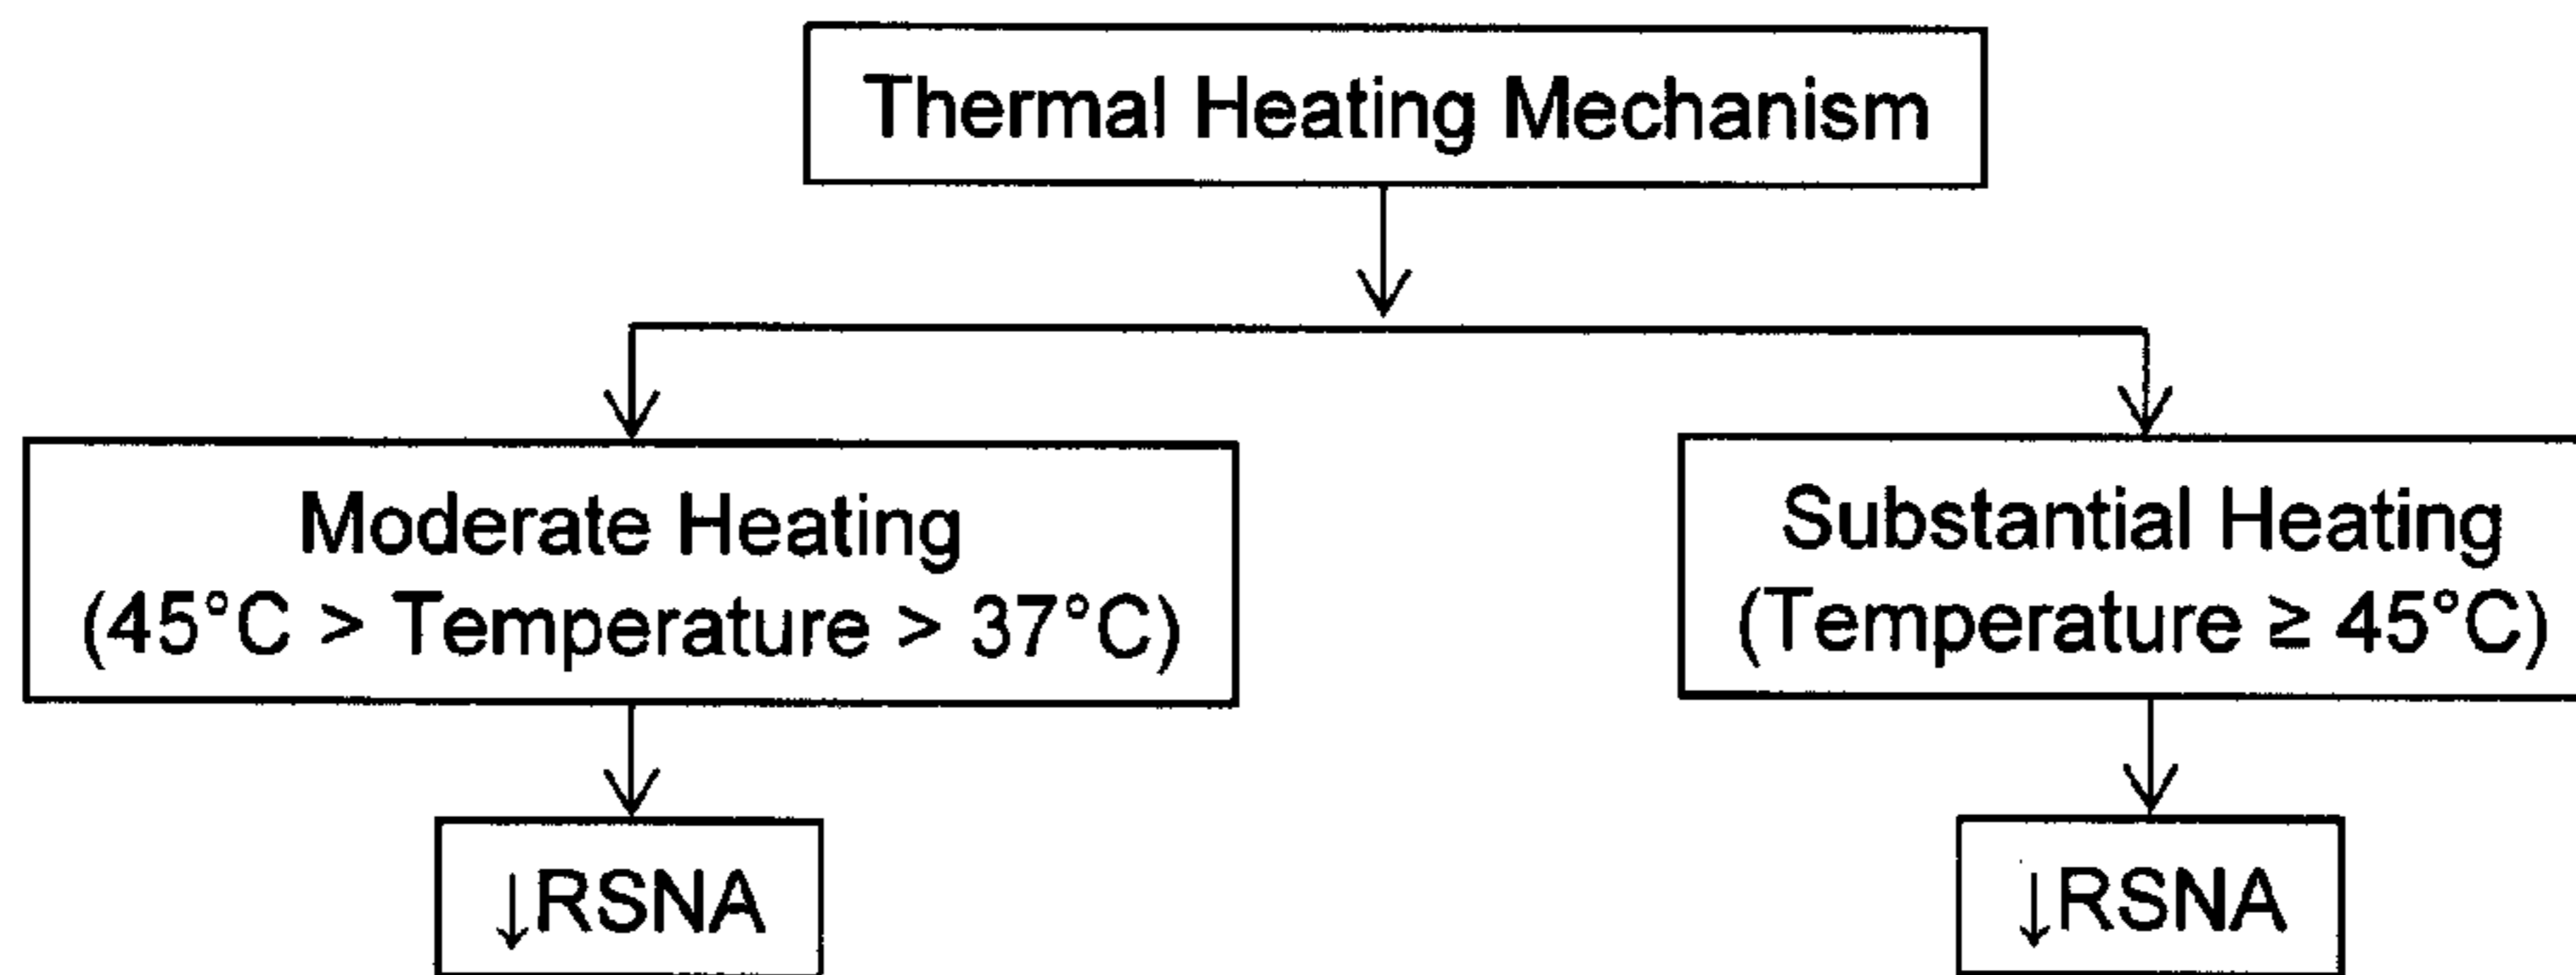 Thermal Heating Mechanism
Moderate Heating
(45°C > Temperature > 37°C)
Substantial Heating
(Temperature ≥ 45°C)
↓RSNA
↓RSNA